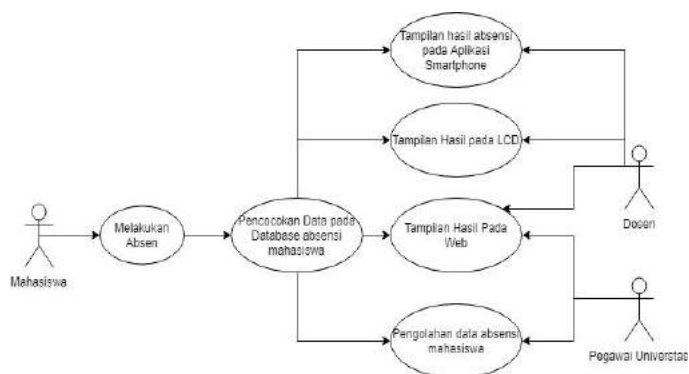 Tampilan hasil absensi
pada Aplikasi
Smartphone
Tampilan Hasil pada LCD
Mahasiswa
Melakukan
Absen
Pencocokan Data pada
Database absensi
mahasiswa
Tampilan Hasil Pada
Web
Dosen
Pengolahan data absensi
mahasiswa
Pegawai Universtas